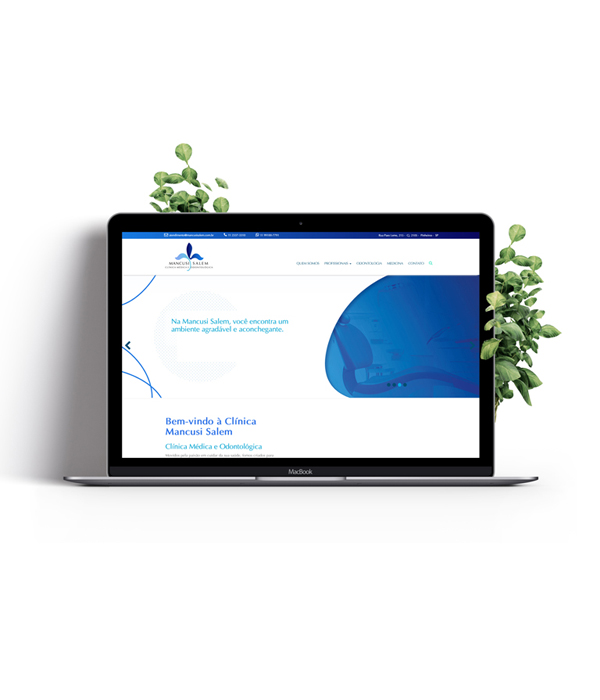 MANCUSI SALEM
CLÍNICA MÉDICA E ODONTOLÓGICA
QUEM SOMOS PROFISSIONAIS ODONTOLOGIA MEDICINA CONTATO
Na Mancusi Salem, você encontra um
ambiente agradável e aconchegante.
Bem-vindo à Clínica
Mancusi Salem
Clínica Médica e Odontológica
MacBook